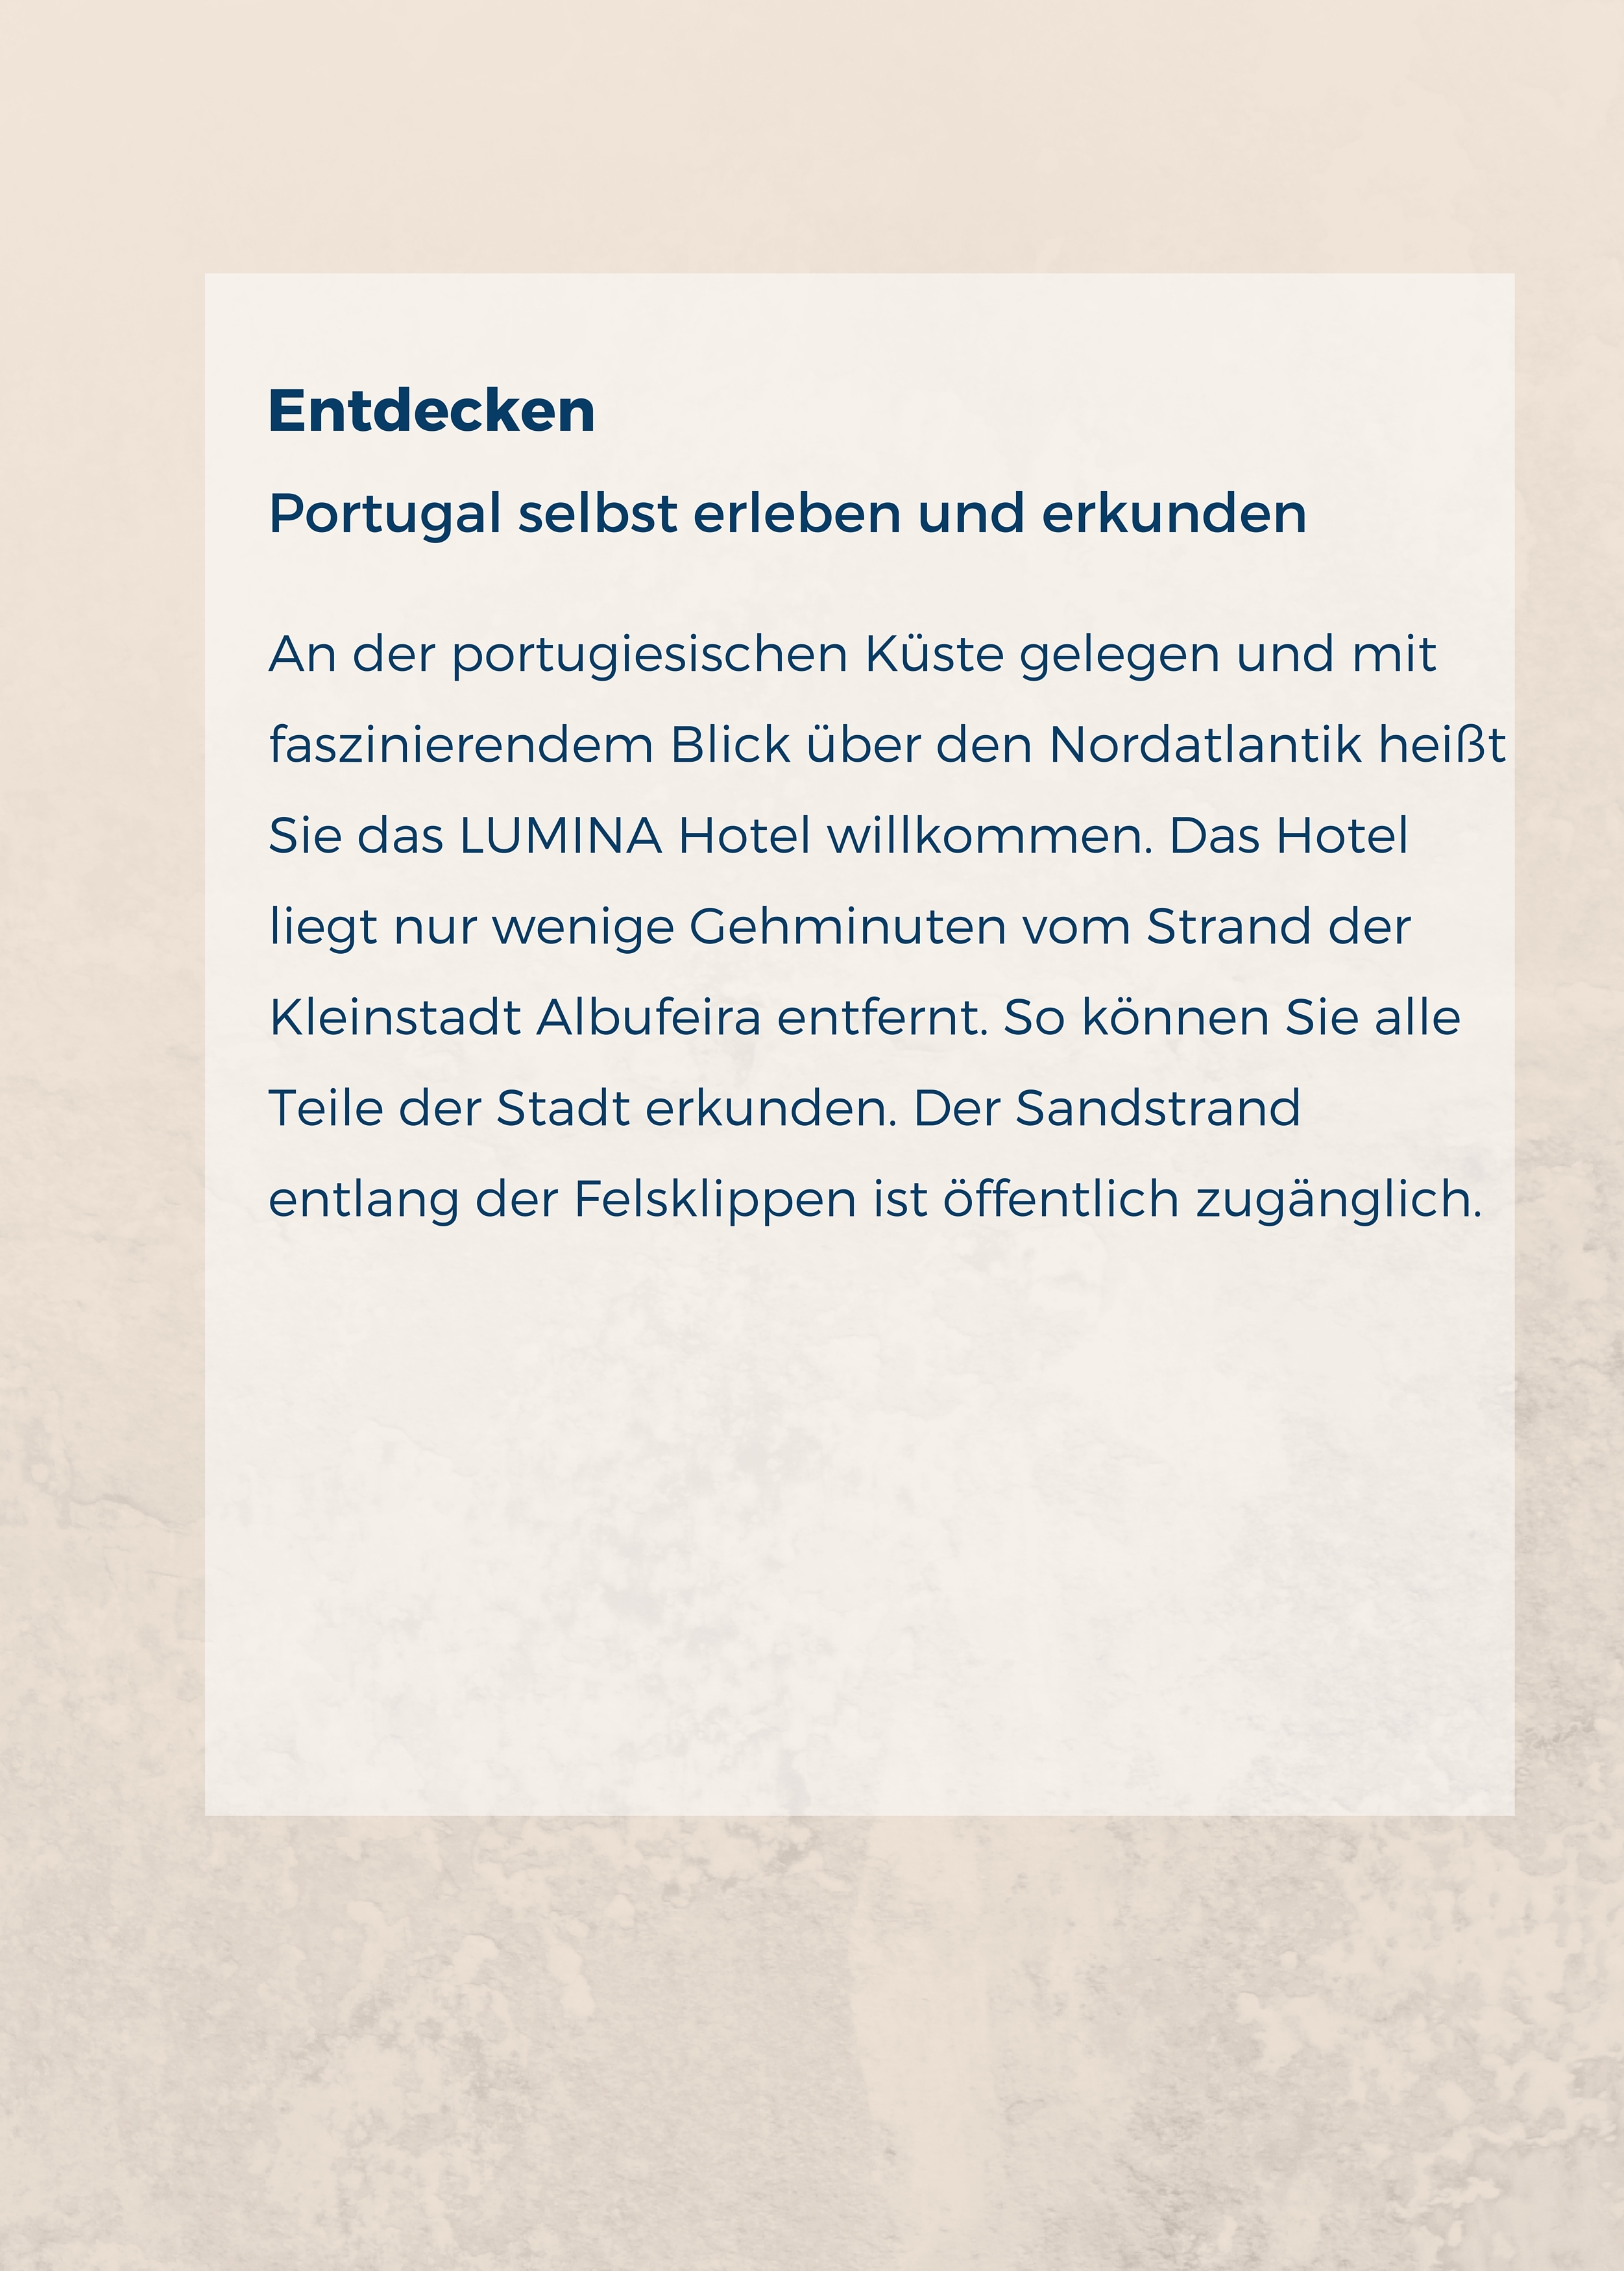 Entdecken
Portugal selbst erleben und erkunden
An der portugiesischen Küste gelegen und mit
faszinierendem Blick über den Nordatlantik heißt
Sie das LUMINA Hotel willkommen. Das Hotel
liegt nur wenige Gehminuten vom Strand der
Kleinstadt Albufeira entfernt. So können Sie alle
Teile der Stadt erkunden. Der Sandstrand
entlang der Felsklippen ist öffentlich zugänglich.